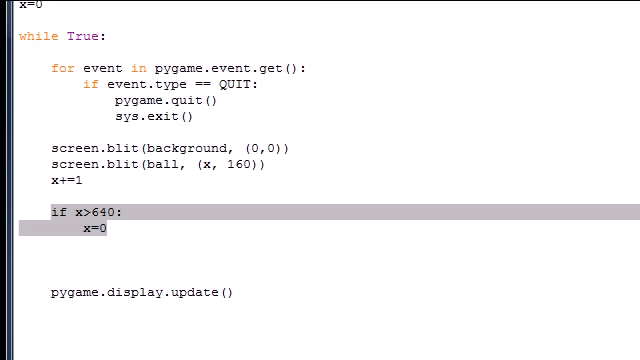 x=0
while True:
for event in pygame.event.get():
if event.type == QUIT:
pygame.quit()
sys.exit()
screen.blit(background, (0,0))
screen.blit(ball, (x, 160))
x+=1
if x>640:
x=0
pygame.display.update()